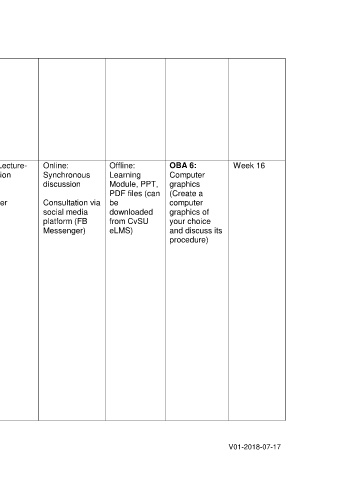 Lecture-
ion
er
Online:
Synchronous
discussion
Consultation via
social media
platform (FB
Messenger)
Offline:
Learning
Module, PPT,
PDF files (can
be
downloaded
from CvSU
eLMS)
OBA 6:
Computer
graphics
(Create a
computer
graphics of
your choice
and discuss its
procedure)
Week 16
V01-2018-07-17